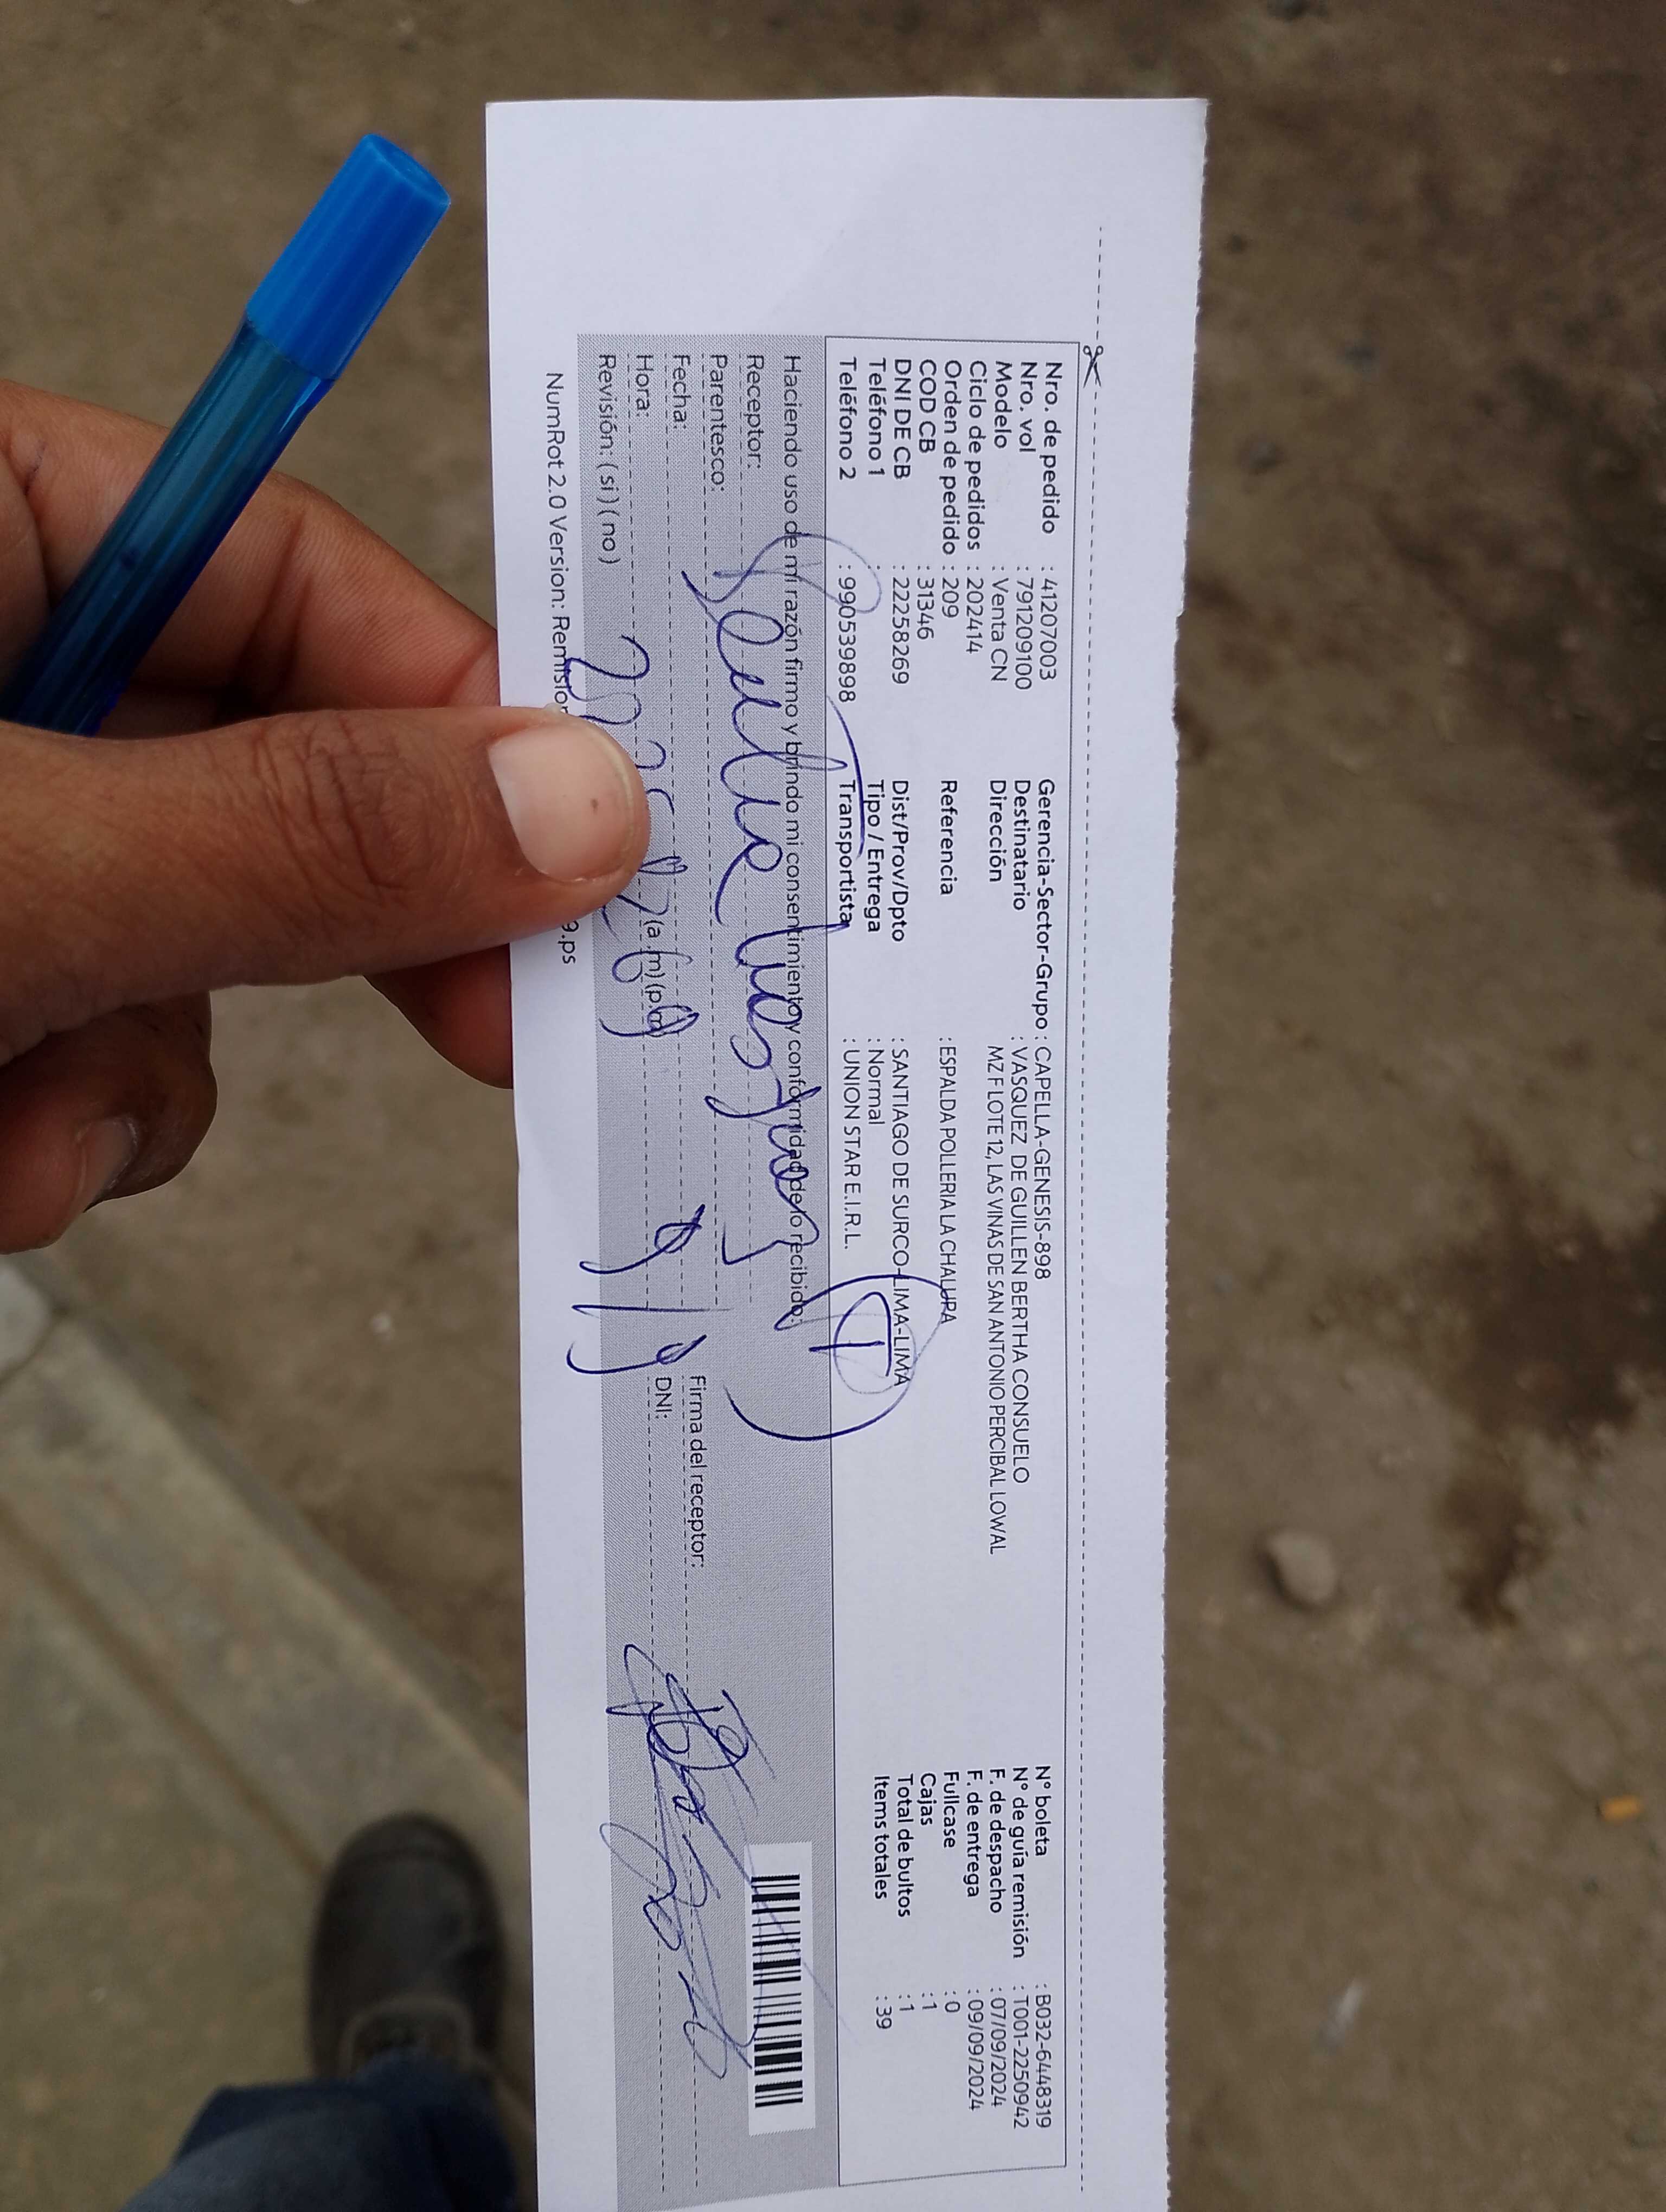 Nro. de pedido : 41207003
Nro. vol : 791209100
Modelo : Venta CN
Ciclo de pedidos : 202414
Orden de pedido : 209
COD CB : 31346
DNI DE CB : 22258269
Teléfono 1 :
Teléfono 2 : 990539898
Gerencia-Sector-Grupo : CAPELLA-GENESIS-898
Destinatario : VASQUEZ DE GUILLEN BERTHA CONSUELO
Dirección MZ F LOTE 12, LAS VINAS DE SAN ANTONIO PERCIBAL LOWAL
Referencia : ESPALDA POLLERIA LA CHALUPA
Dist/Prov/Dpto : SANTIAGO DE SURCO-LIMA-LIMA
Tipo / Entrega : Normal
Transportista : UNION STAR E.I.R.L.
N° boleta : B032-6448319
N° de guía remisión : T001-2250942
F. de despacho : 07/09/2024
F. de entrega : 09/09/2024
Fullcase : 0
Cajas : 1
Total de bultos : 1
Items totales : 39
Haciendo uso de mi razón firmo y brindo mi consentimiento y conformidad de lo recibido:
Receptor:
Parentesco:
Fecha:
Hora: (a.m) (p.m)
Revisión: ( si ) ( no )
Firma del receptor:
DNI:
NumRot 2.0 Version: 9.ps